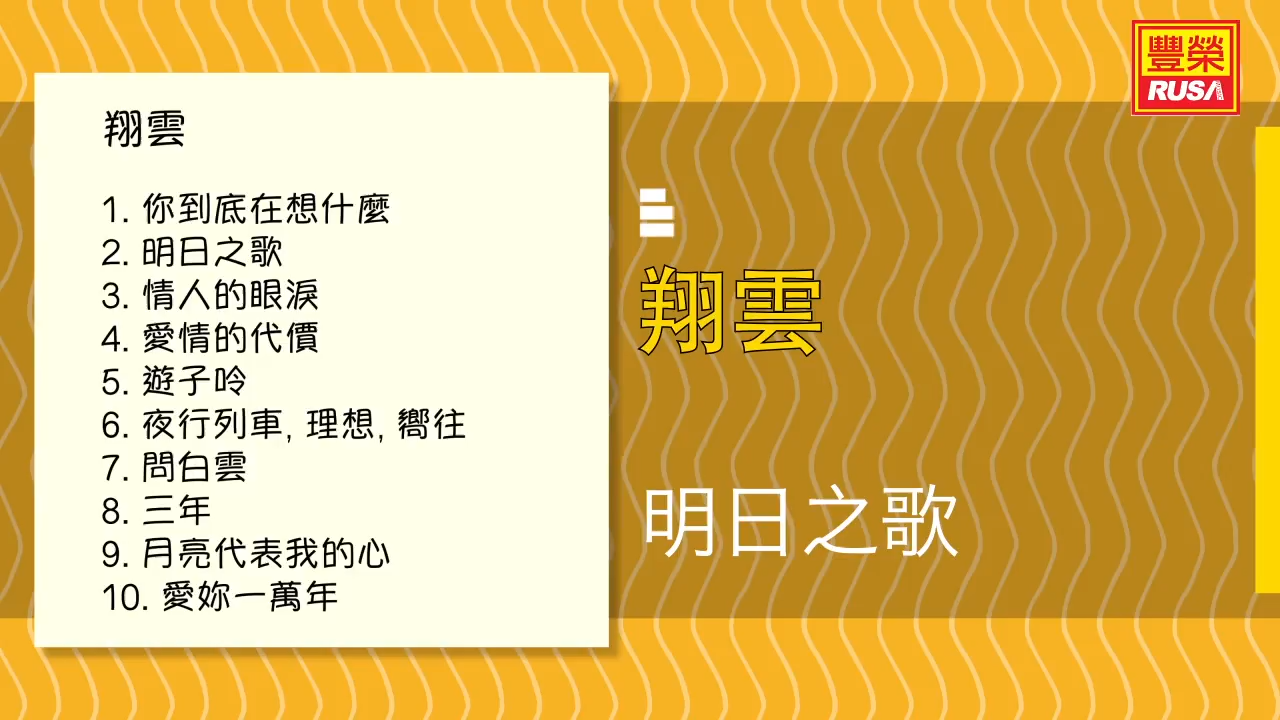 翔雲
1. 你到底在想什麼
2. 明日之歌
3. 情人的眼淚
4. 愛情的代價
5. 遊子吟
6. 夜行列車, 理想, 嚮往
7. 問白雲
8. 三年
9. 月亮代表我的心
10. 愛妳一萬年
豐榮
RUSA
翔雲
明日之歌